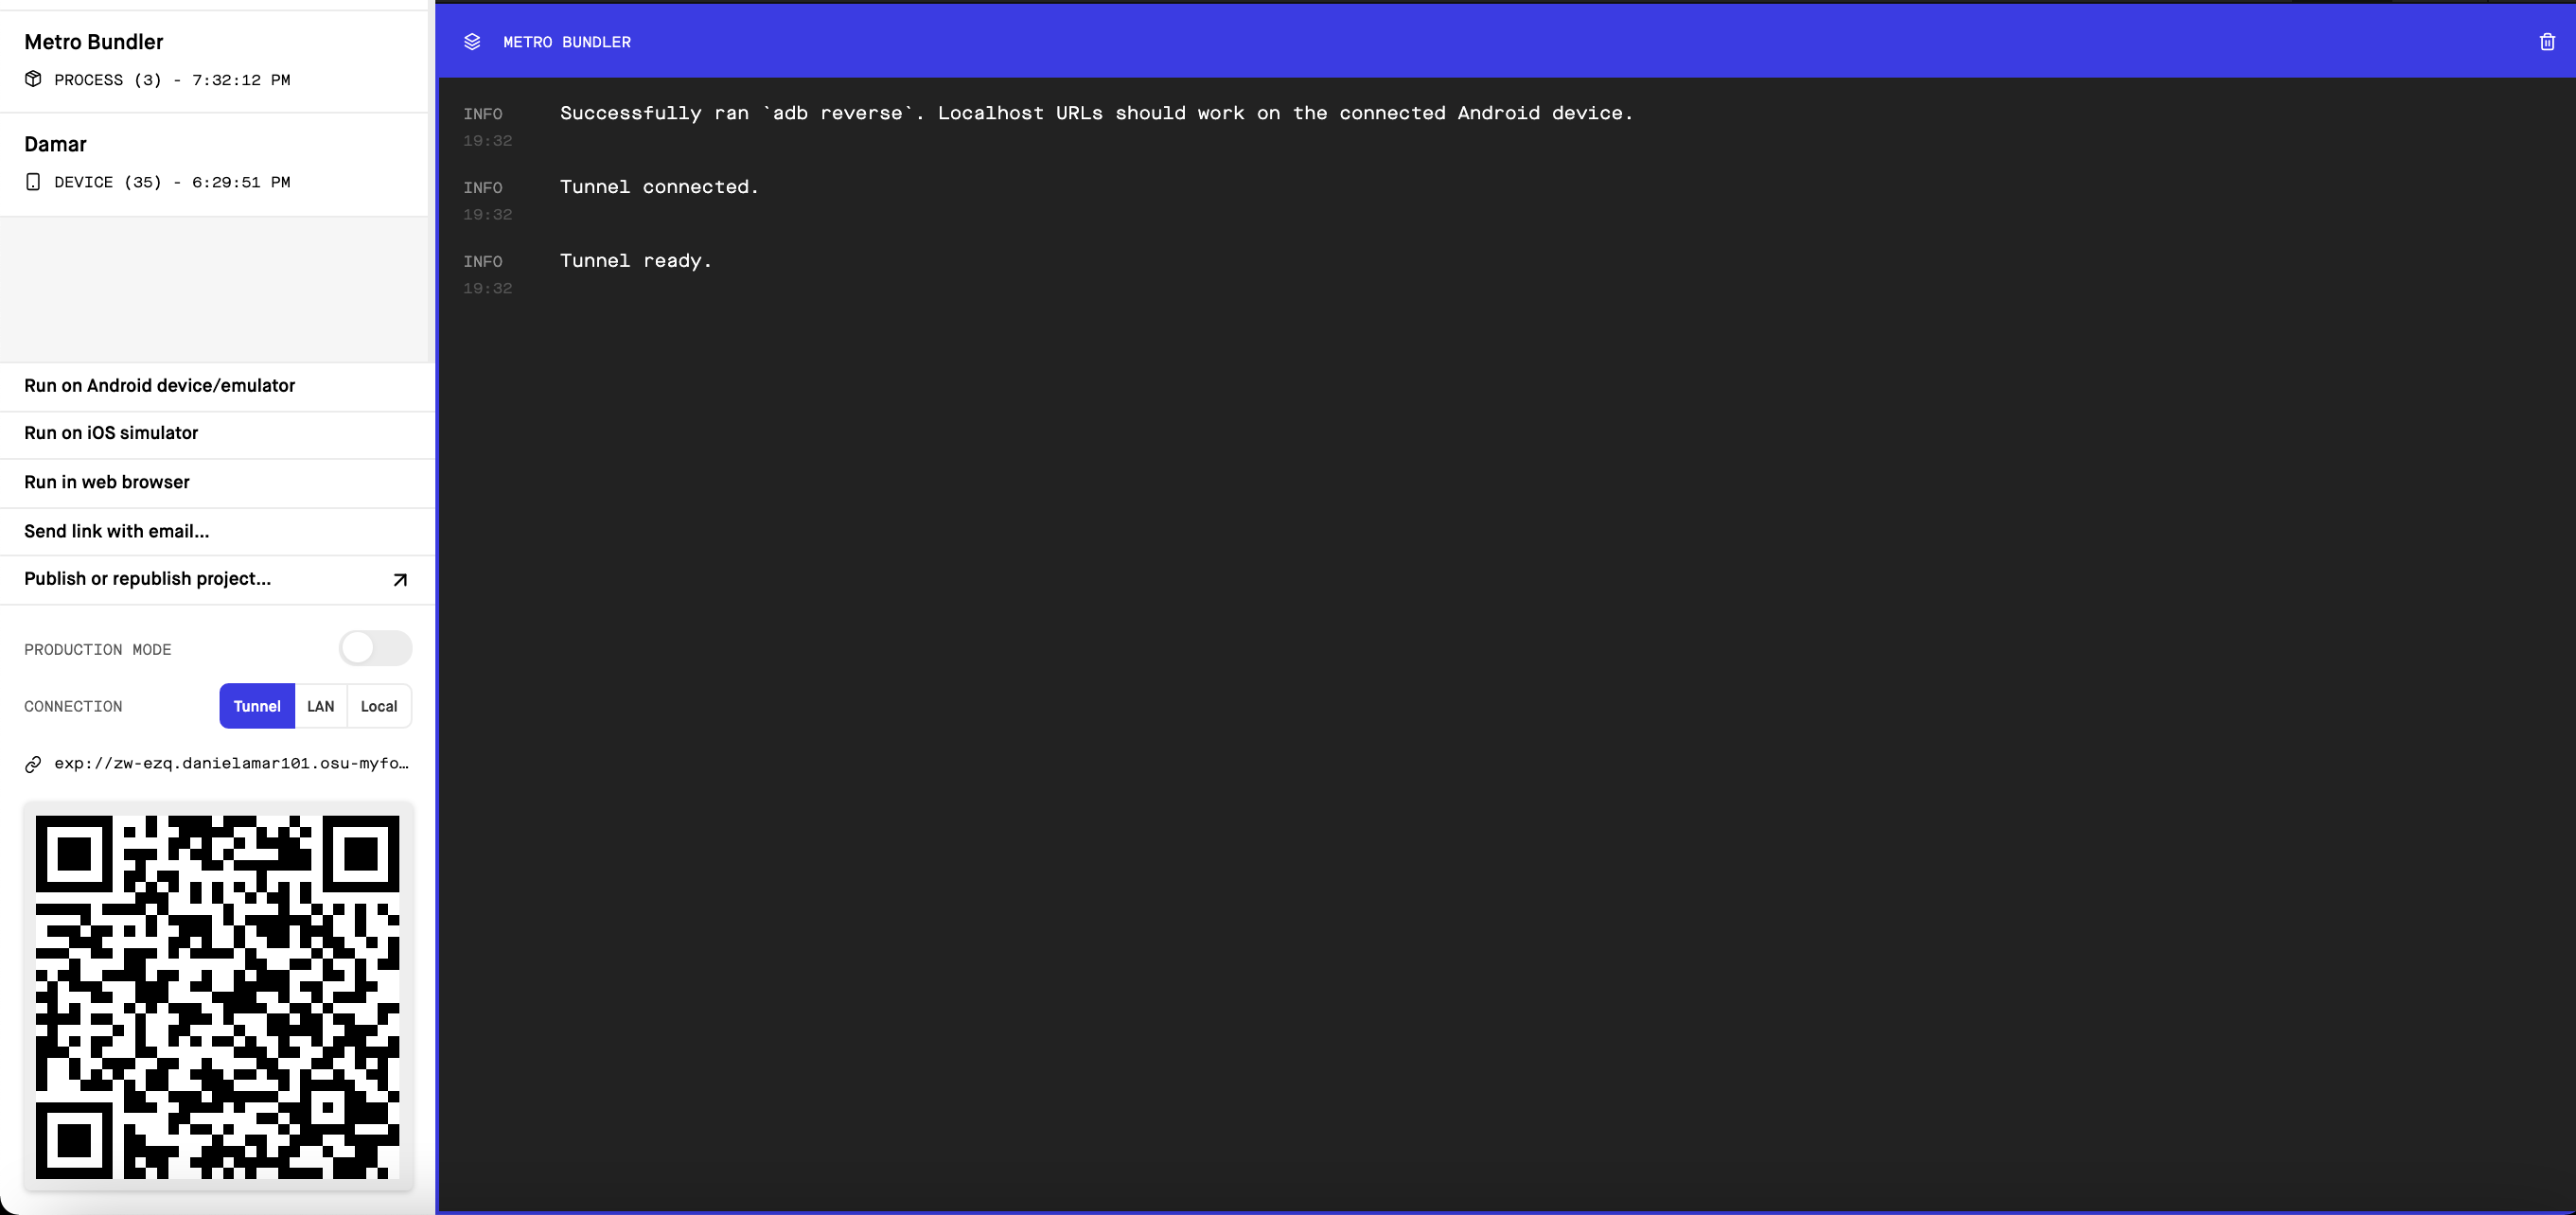 Metro Bundler
PROCESS (3) - 7:32:12 PM
Damar
DEVICE (35) - 6:29:51 PM
Run on Android device/emulator
Run on iOS simulator
Run in web browser
Send link with email...
Publish or republish project...
PRODUCTION MODE
CONNECTION Tunnel LAN Local
exp://zw-ezq.danielamar101.osu-myfo…
METRO BUNDLER
INFO Successfully ran `adb reverse`. Localhost URLs should work on the connected Android device.
19:32
INFO Tunnel connected.
19:32
INFO Tunnel ready.
19:32